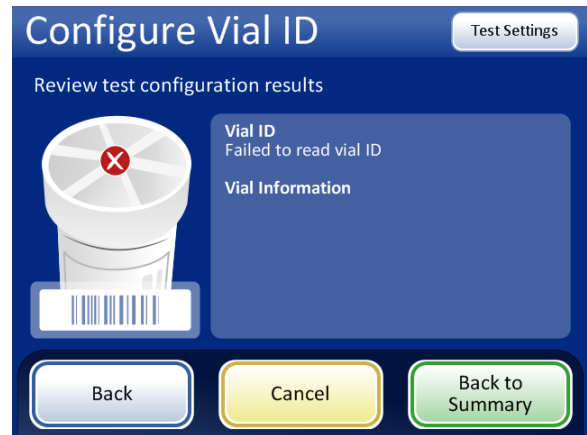 Configure Vial ID
Test Settings
Review test configuration results
Vial ID
Failed to read vial ID
Vial Information
Back
Cancel
Back to
Summary